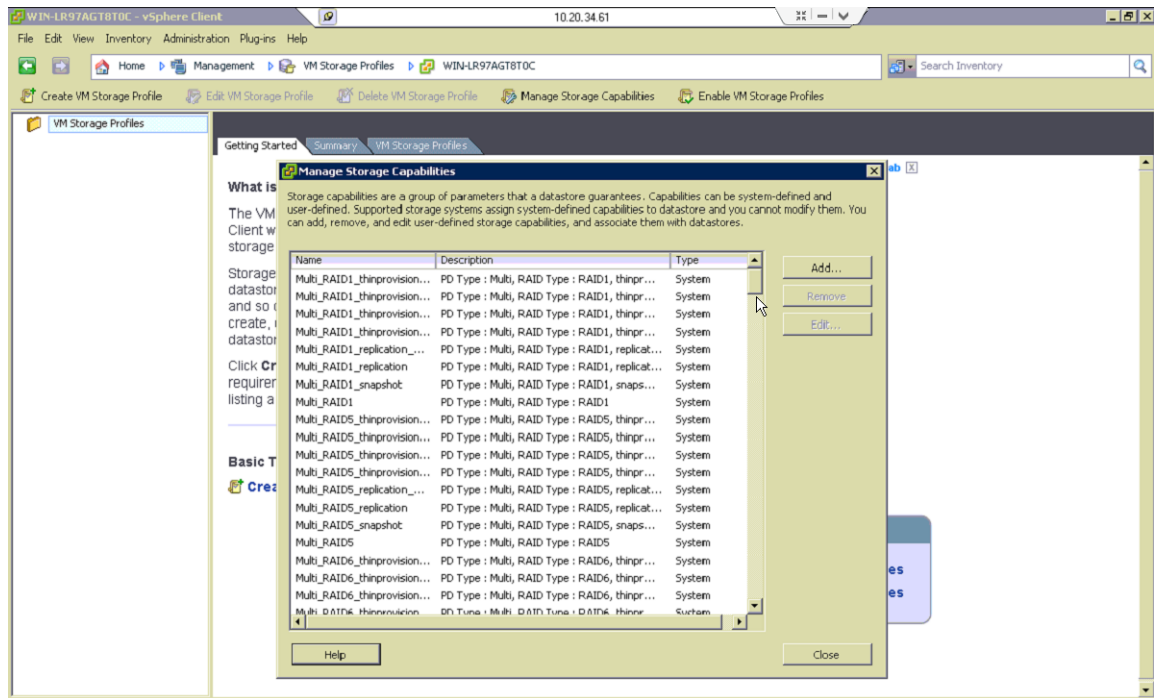 WIN-LR97AGT8T0C - vSphere Client
10.20.34.61
File Edit View Inventory Administration Plug-ins Help
Home Management VM Storage Profiles WIN-LR97AGT8T0C
Search Inventory
Create VM Storage Profile Edit VM Storage Profile Delete VM Storage Profile Manage Storage Capabilities Enable VM Storage Profiles
VM Storage Profiles
Getting Started Summary VM Storage Profiles
ab
What is
The VM
Client w
storage
Storage
datastor
and so
create,
datastor
Click Cr
requirer
listing a
Basic T
Crea
es
es
Manage Storage Capabilities
Storage capabilities are a group of parameters that a datastore guarantees. Capabilities can be system-defined and
user-defined. Supported storage systems assign system-defined capabilities to datastore and you cannot modify them. You
can add, remove, and edit user-defined storage capabilities, and associate them with datastores.
Name Description Type
Multi_RAID1_thinprovision... PD Type : Multi, RAID Type : RAID1, thinpr... System
Multi_RAID1_thinprovision... PD Type : Multi, RAID Type : RAID1, thinpr... System
Multi_RAID1_thinprovision... PD Type : Multi, RAID Type : RAID1, thinpr... System
Multi_RAID1_thinprovision... PD Type : Multi, RAID Type : RAID1, thinpr... System
Multi_RAID1_replication_... PD Type : Multi, RAID Type : RAID1, replicat... System
Multi_RAID1_replication PD Type : Multi, RAID Type : RAID1, replicat... System
Multi_RAID1_snapshot PD Type : Multi, RAID Type : RAID1, snaps... System
Multi_RAID1 PD Type : Multi, RAID Type : RAID1 System
Multi_RAID5_thinprovision... PD Type : Multi, RAID Type : RAID5, thinpr... System
Multi_RAID5_thinprovision... PD Type : Multi, RAID Type : RAID5, thinpr... System
Multi_RAID5_thinprovision... PD Type : Multi, RAID Type : RAID5, thinpr... System
Multi_RAID5_thinprovision... PD Type : Multi, RAID Type : RAID5, thinpr... System
Multi_RAID5_replication_... PD Type : Multi, RAID Type : RAID5, replicat... System
Multi_RAID5_replication PD Type : Multi, RAID Type : RAID5, replicat... System
Multi_RAID5_snapshot PD Type : Multi, RAID Type : RAID5, snaps... System
Multi_RAID5 PD Type : Multi, RAID Type : RAID5 System
Multi_RAID6_thinprovision... PD Type : Multi, RAID Type : RAID6, thinpr... System
Multi_RAID6_thinprovision... PD Type : Multi, RAID Type : RAID6, thinpr... System
Multi_RAID6_thinprovision... PD Type : Multi, RAID Type : RAID6, thinpr... System
Multi_RAID6_thinprovision PD Type : Multi, RAID Type : RAID6, thinpr System
Add...
Remove
Edit...
Help
Close